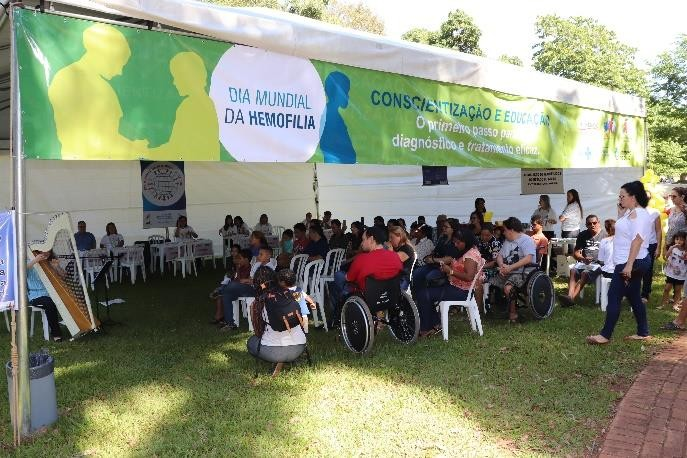 DIA MUNDIAL
DA HEMOFILIA
CONSCIENTIZAÇÃO E EDUCAÇÃO
O primeiro passo para
diagnóstico e tratamento eficaz.